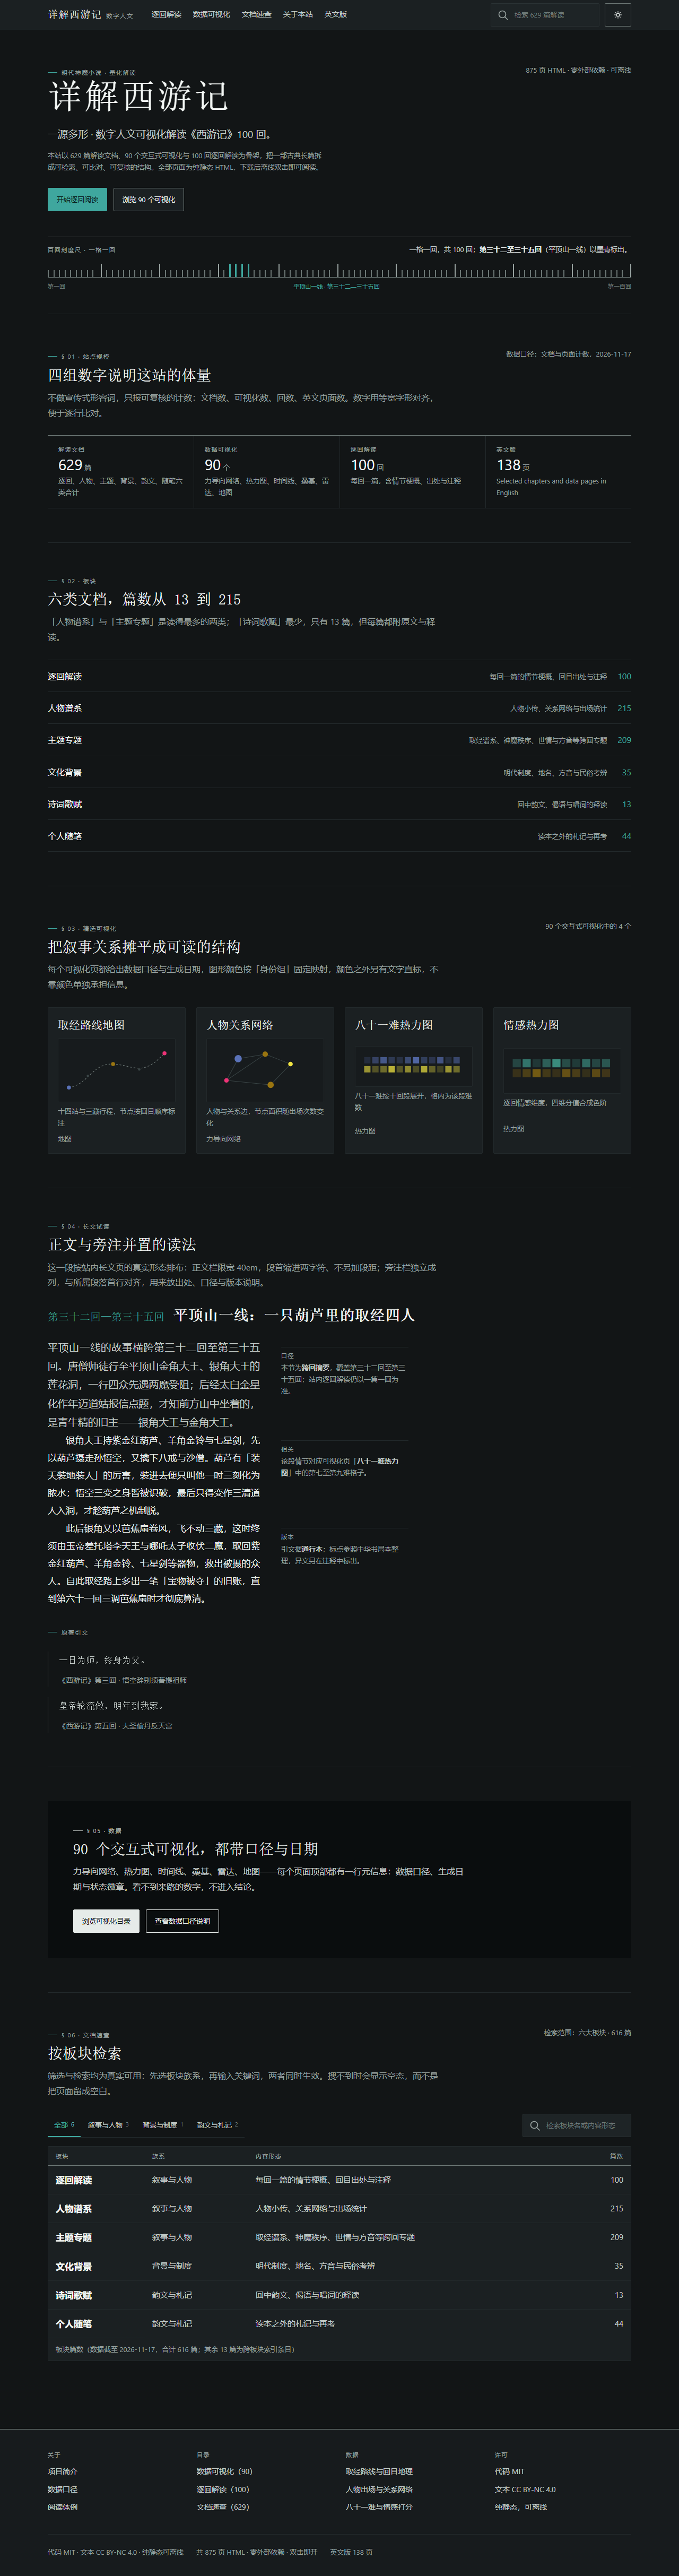 详解西游记 数字人文 逐回解读 数据可视化 文档速查 关于本站 英文版 检索 629 篇解读
明代神魔小说 · 量化解读
875 页 HTML · 零外部依赖 · 可离线
详解西游记
一源多形 · 数字人文可视化解读《西游记》100 回。
本站以 629 篇解读文档、90 个交互式可视化与 100 回逐回解读为骨架，把一部古典长篇拆
成可检索、可比对、可复核的结构。全部页面为纯静态 HTML，下载后离线双击即可阅读。
开始逐回阅读 浏览 90 个可视化
百回刻度尺 · 一格一回
一格一回，共 100 回；第三十二至三十五回（平顶山一线）以墨青标出。
第一回 平顶山一线 · 第三十二—三十五回 第一百回
§ 01 · 站点规模
数据口径：文档与页面计数，2026-11-17
四组数字说明这站的体量
不做宣传式形容词，只报可复核的计数：文档数、可视化数、回数、英文页面数。数字用等宽字形对齐，
便于逐行比对。
解读文档 数据可视化 逐回解读 英文版
629 篇 90 个 100 回 138 页
逐回、人物、主题、背景、韵文、随笔六
类合计
力导向网络、热力图、时间线、桑基、雷
达、地图
每回一篇，含情节梗概、出处与注释
Selected chapters and data pages in
English
§ 02 · 板块
六类文档，篇数从 13 到 215
「人物谱系」与「主题专题」是读得最多的两类；「诗词歌赋」最少，只有 13 篇，但每篇都附原文与释
读。
逐回解读 每回一篇的情节梗概、回目出处与注释 100
人物谱系 人物小传、关系网络与出场统计 215
主题专题 取经谱系、神魔秩序、世情与方音等跨回专题 209
文化背景 明代制度、地名、方音与民俗考辨 35
诗词歌赋 回中韵文、偈语与唱词的释读 13
个人随笔 读本之外的札记与再考 44
§ 03 · 精选可视化
90 个交互式可视化中的 4 个
把叙事关系摊平成可读的结构
每个可视化页都给出数据口径与生成日期，图形颜色按「身份组」固定映射，颜色之外另有文字直标，不
靠颜色单独承担信息。
取经路线地图 人物关系网络 八十一难热力图 情感热力图
十四站与三藏行程，节点按回目顺序标
注
地图
人物与关系边，节点面积随出场次数变
化
力导向网络
八十一难按十回段展开，格内为该段难
数
热力图
逐回情想维度，四维分值合成色阶
热力图
§ 04 · 长文试读
正文与旁注并置的读法
这一段按站内长文页的真实形态排布：正文栏限宽 40em，段首缩进两字符、不另加段距；旁注栏独立成
列，与所属段落首行对齐，用来放出处、口径与版本说明。
第三十二回—第三十五回 平顶山一线：一只葫芦里的取经四人
平顶山一线的故事横跨第三十二回至第三十五
回。唐僧师徒行至平顶山金角大王、银角大王的
莲花洞，一行四众先遇两魔受阻；后经太白金星
化作年迈道姑报信点题，才知前方山中坐着的，
是青牛精的旧主——银角大王与金角大王。
银角大王持紫金红葫芦、羊角金铃与七星剑，先
以葫芦摄走孙悟空，又擒下八戒与沙僧。葫芦有「装
天装地装人」的厉害，装进去便只叫他一时三刻化为
脓水；悟空三变之身皆被识破，最后只得变作三清道
人入洞，才趁葫芦之机制脱。
此后银角又以芭蕉扇卷风，飞不动三藏，这时终
须由玉帝差托塔李天王与哪吒太子收伏二魔，取回紫
金红葫芦、羊角金铃、七星剑等器物，救出被摄的众
人。自此取经路上多出一笔「宝物被夺」的旧账，直
到第六十一回三调芭蕉扇时才彻底算清。
口径
本节为跨回摘要，覆盖第三十二回至第三
十五回；站内逐回解读仍以一篇一回为
准。
相关
该段情节对应可视化页「八十一难热力
图」中的第七至第九难格子。
版本
引文据通行本；标点参照中华书局本整
理，异文另在注释中标出。
原著引文
一日为师，终身为父。
《西游记》第三回 · 悟空辞别须菩提祖师
皇帝轮流做，明年到我家。
《西游记》第五回 · 大圣偷丹反天宫
§ 05 · 数据
90 个交互式可视化，都带口径与日期
力导向网络、热力图、时间线、桑基、雷达、地图——每个页面顶部都有一行元信息：数据口径、生成日
期与状态徽章。看不到来路的数字，不进入结论。
浏览可视化目录 查看数据口径说明
§ 06 · 文档速查
检索范围：六大板块 · 616 篇
按板块检索
筛选与检索均为真实可用：先选板块族系，再输入关键词，两者同时生效。搜不到时会显示空态，而不是
把页面留成空白。
全部 6 叙事与人物 3 背景与制度 1 韵文与札记 2 检索板块名或内容形态
板块 族系 内容形态 篇数
逐回解读 叙事与人物 每回一篇的情节梗概、回目出处与注释 100
人物谱系 叙事与人物 人物小传、关系网络与出场统计 215
主题专题 叙事与人物 取经谱系、神魔秩序、世情与方音等跨回专题 209
文化背景 背景与制度 明代制度、地名、方音与民俗考辨 35
诗词歌赋 韵文与札记 回中韵文、偈语与唱词的释读 13
个人随笔 韵文与札记 读本之外的札记与再考 44
板块篇数（数据截至 2026-11-17，合计 616 篇；其余 13 篇为跨板块索引条目）
关于 目录 数据 许可
项目简介 数据可视化（90） 取经路线与回目地理 代码 MIT
数据口径 逐回解读（100） 人物出场与关系网络 文本 CC BY-NC 4.0
阅读体例 文档速查（629） 八十一难与情感打分 纯静态，可离线
代码 MIT · 文本 CC BY-NC 4.0 · 纯静态可离线 共 875 页 HTML · 零外部依赖 · 双击即开 英文版 138 页